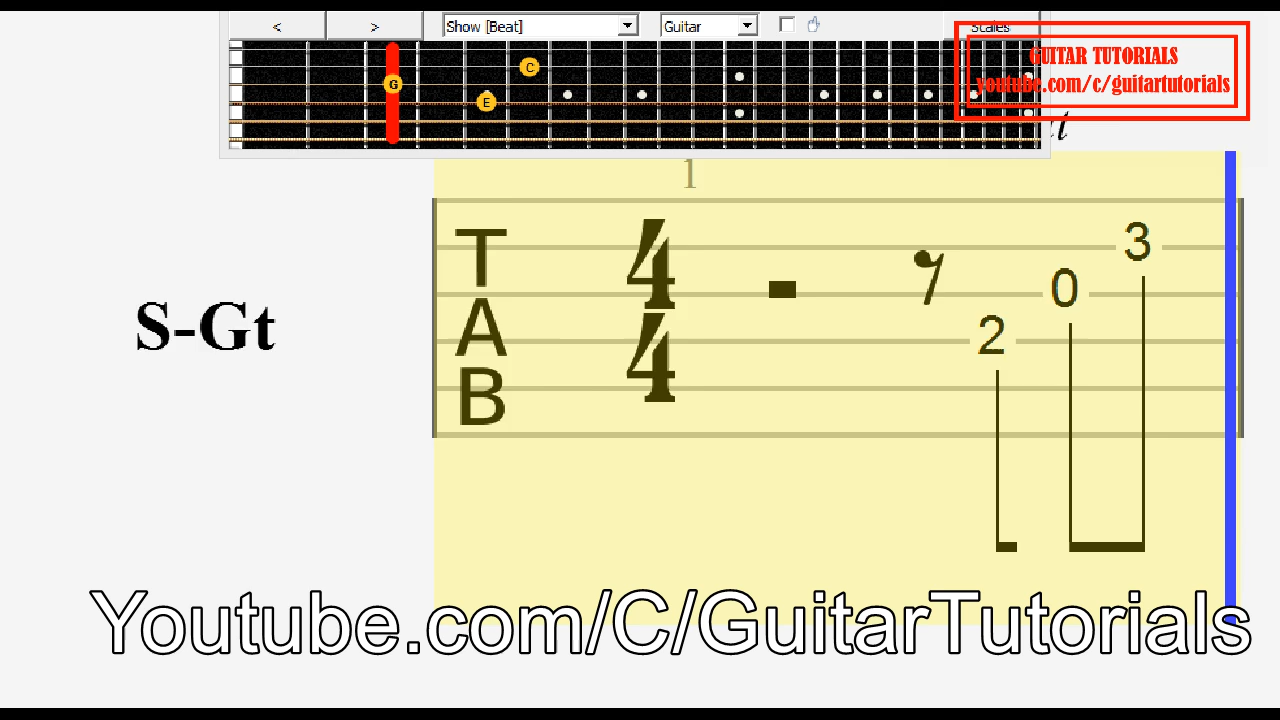 < > Show [Beat] Guitar Scales
GUITAR TUTORIALS
youtube.com/c/guitartutorials
C
G
E
1
T 4 3
A 4 0
B 2
S-Gt
Youtube.com/C/GuitarTutorials